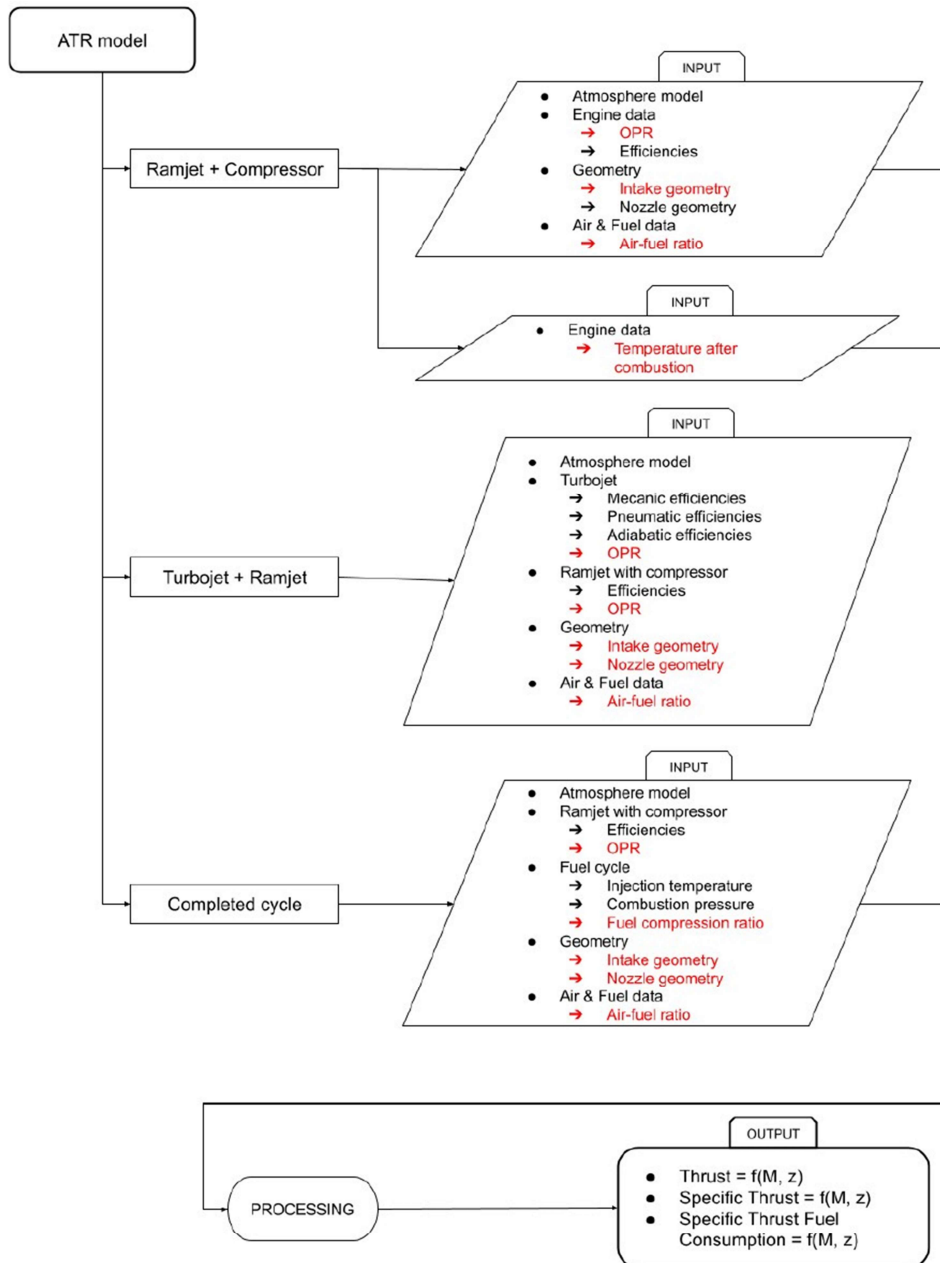 ATR model
Ramjet + Compressor
INPUT
● Atmosphere model
● Engine data
➔ OPR
➔ Efficiencies
● Geometry
➔ Intake geometry
➔ Nozzle geometry
● Air & Fuel data
➔ Air-fuel ratio
INPUT
● Engine data
➔ Temperature after
combustion
Turbojet + Ramjet
INPUT
● Atmosphere model
● Turbojet
➔ Mecanic efficiencies
➔ Pneumatic efficiencies
➔ Adiabatic efficiencies
➔ OPR
● Ramjet with compressor
➔ Efficiencies
➔ OPR
● Geometry
➔ Intake geometry
➔ Nozzle geometry
● Air & Fuel data
➔ Air-fuel ratio
Completed cycle
INPUT
● Atmosphere model
● Ramjet with compressor
➔ Efficiencies
➔ OPR
● Fuel cycle
➔ Injection temperature
➔ Combustion pressure
➔ Fuel compression ratio
● Geometry
➔ Intake geometry
➔ Nozzle geometry
● Air & Fuel data
➔ Air-fuel ratio
PROCESSING
OUTPUT
● Thrust = f(M, z)
● Specific Thrust = f(M, z)
● Specific Thrust Fuel
Consumption = f(M, z)